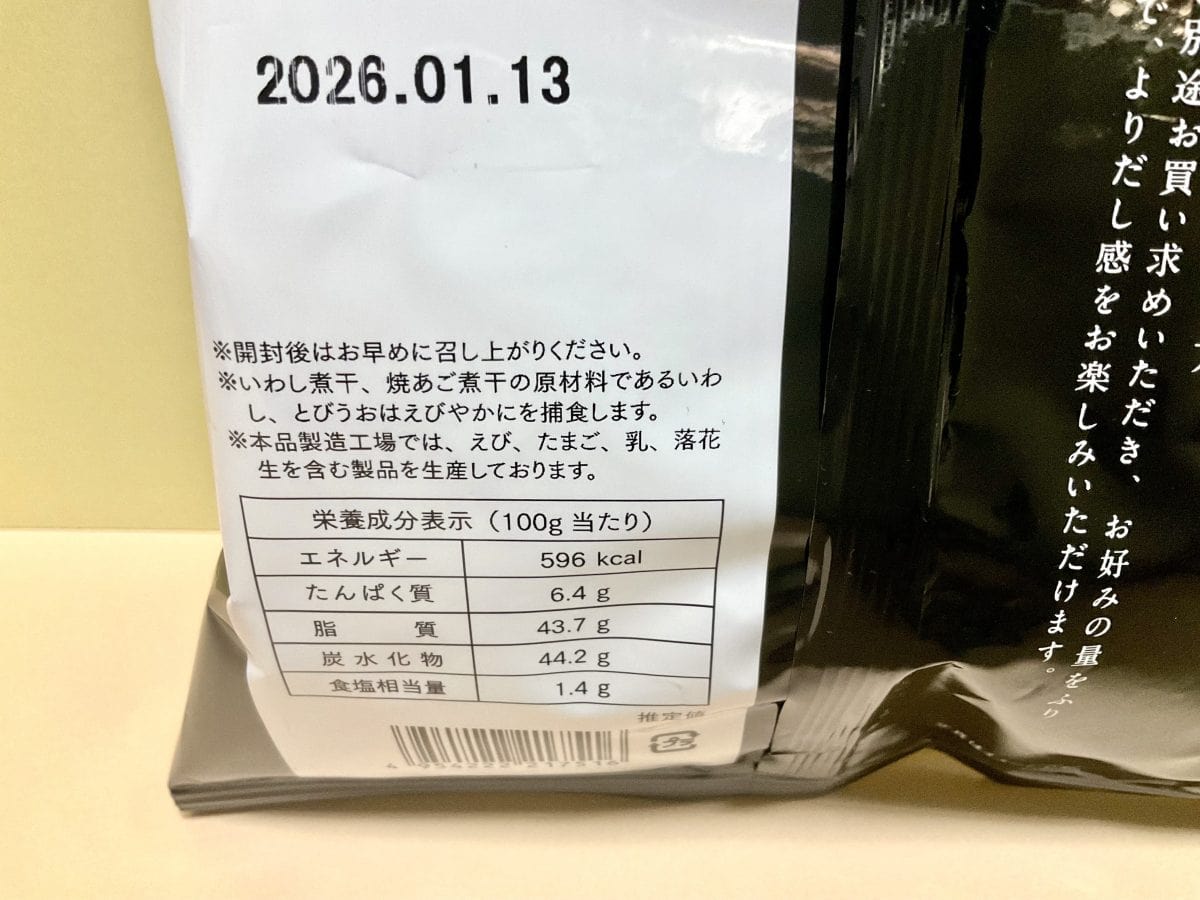 2026.01.13
※開封後はお早めに召し上がりください。
※いわし煮干、焼あご煮干の原材料であるいわ
し、とびうおはえびやかにを捕食します。
※本品製造工場では、えび、たまご、乳、落花
生を含む製品を生産しております。
栄養成分表示(100g 当たり)
エネルギー 596 kcal
たんぱく質 6.4 g
脂質 43.7 g
炭水化物 44.2 g
食塩相当量 1.4 g
推定値
別途お買い求めいただき、お好みの量をふり
で、よりだし感をお楽しみいただけます。